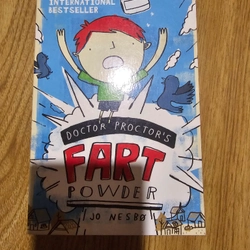 INTERNATIONAL
BESTSELLER
DOCTOR PROCTOR'S
FART
POWDER
JO NESBØ